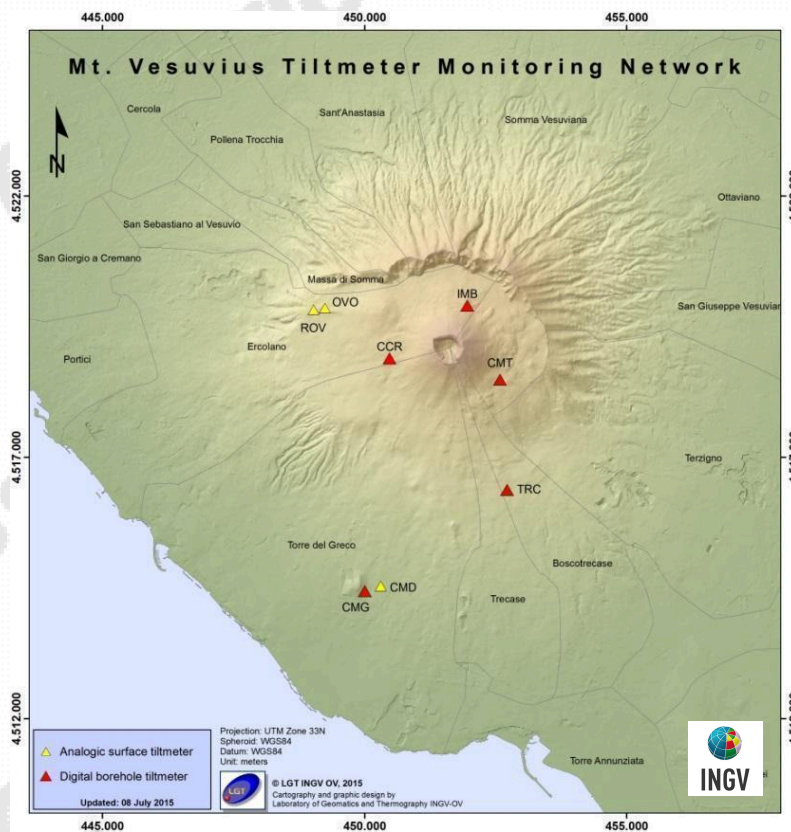 445.000
450.000
455.000
Mt. Vesuvius Tiltmeter Monitoring Network
Cercola
Sant'Anastasia
Somma Vesuviana
Pollena Trocchia
N
4.522.000
Ottaviano
San Sebastiano al Vesuvio
San Giorgio a Cremano
Massa di Somma
IMB
OVO
San Giuseppe Vesuvian
ROV
Ercolano
CCR
Portici
CMT
4.517.000
Terzigno
TRC
Torre del Greco
Boscotrecase
CMD
Trecase
CMG
4.512.000
Analogic surface tiltmeter
Digital borehole tiltmeter
Updated: 08 July 2015
Projection: UTM Zone 33N
Spheroid: WGS84
Datum: WGS84
Unit: meters
LGT
© LGT INGV OV, 2015
Cartography and graphic design by
Laboratory of Geomatics and Thermography INGV-OV
Torre Annunziata
INGV
ei
445.000
450.000
455.000